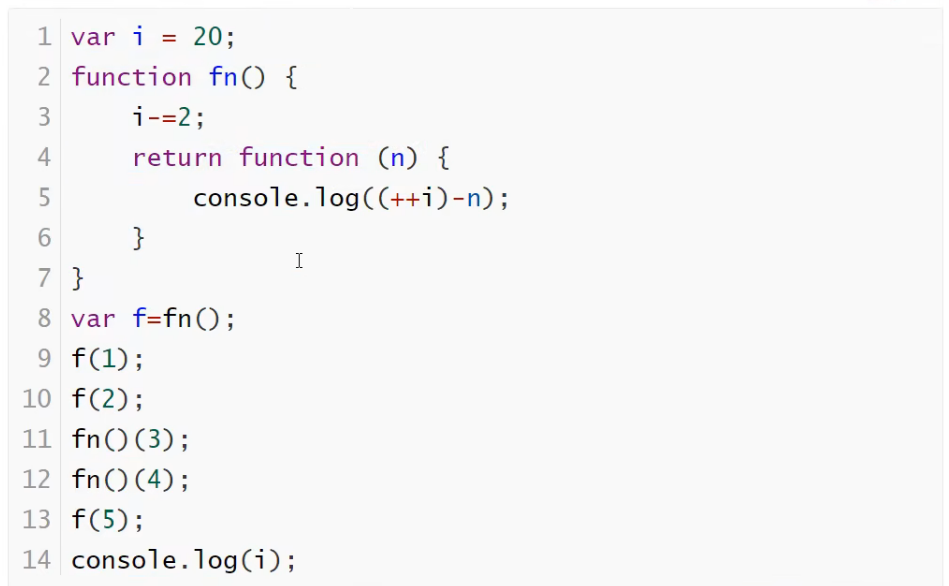 1 var i = 20;
2 function fn() {
3     i-=2;
4     return function (n) {
5         console.log((++i)-n);
6     }
7 }
8 var f=fn();
9 f(1);
10 f(2);
11 fn()(3);
12 fn()(4);
13 f(5);
14 console.log(i);